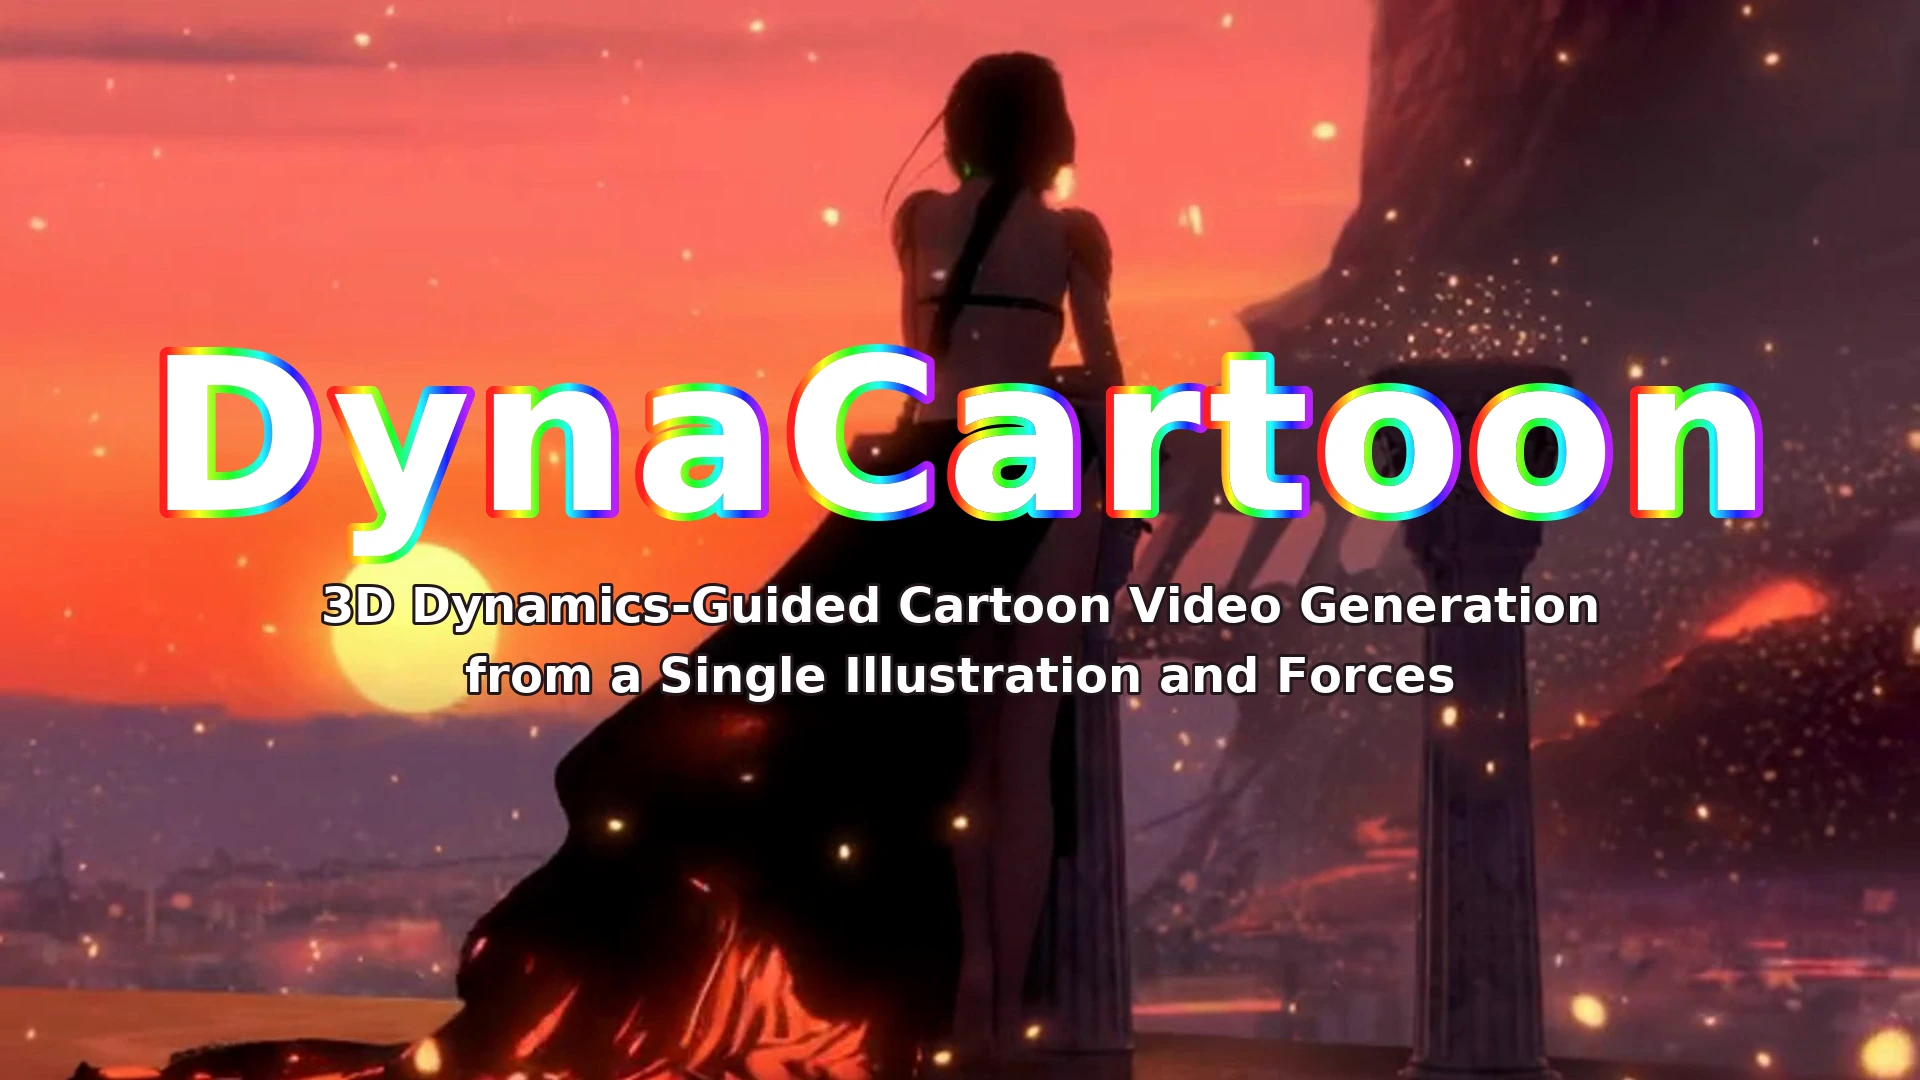 DynaCartoon
3D Dynamics-Guided Cartoon Video Generation
from a Single Illustration and Forces